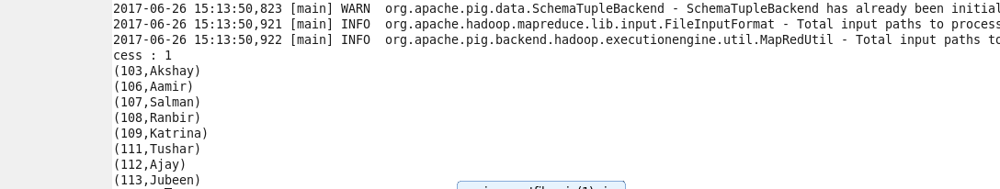 2017-06-26 15:13:50,823 [main] WARN  org.apache.pig.data.SchemaTupleBackend - SchemaTupleBackend has already been initial
2017-06-26 15:13:50,921 [main] INFO  org.apache.hadoop.mapreduce.lib.input.FileInputFormat - Total input paths to process
2017-06-26 15:13:50,922 [main] INFO  org.apache.pig.backend.hadoop.executionengine.util.MapRedUtil - Total input paths to
cess : 1
(103,Akshay)
(106,Aamir)
(107,Salman)
(108,Ranbir)
(109,Katrina)
(111,Tushar)
(112,Ajay)
(113,Jubeen)